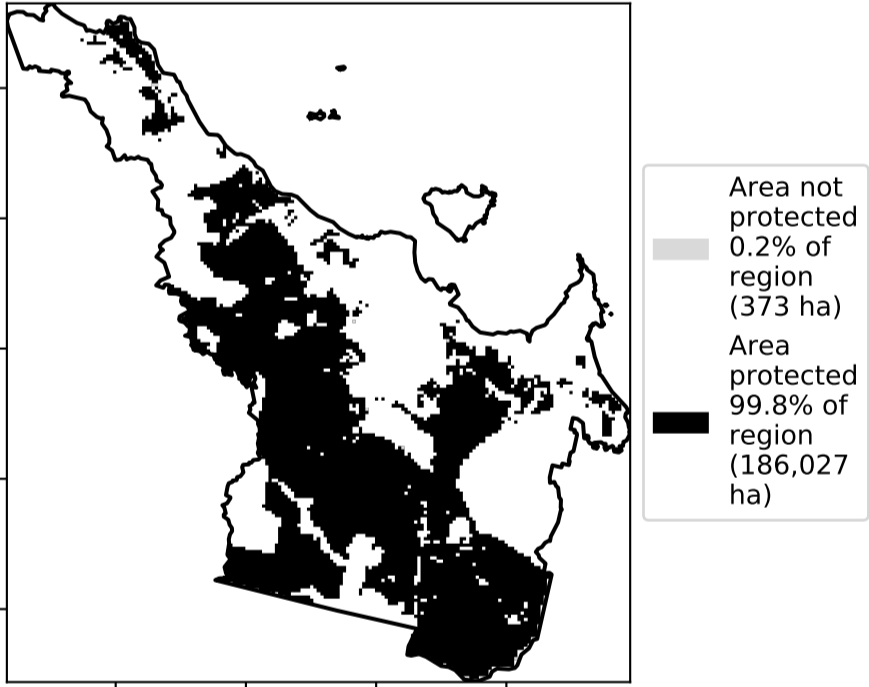 Area not
protected
0.2% of
region
(373 ha)
Area
protected
99.8% of
region
(186,027
ha)